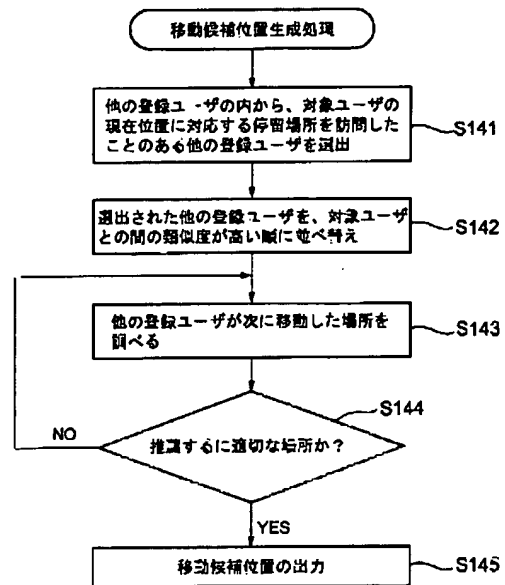 移動候補位置生成処理
他の登録ユーザの内から、対象ユーザの
現在位置に対応する停留場所を訪問した
ことのある他の登録ユーザを選出
S141
選出された他の登録ユーザを、対象ユーザ
との間の類似度が高い順に並べ替え
S142
他の登録ユーザが次に移動した場所を
調べる
S143
S144
推薦するに適切な場所か？
NO
YES
移動候補位置の出力
S145